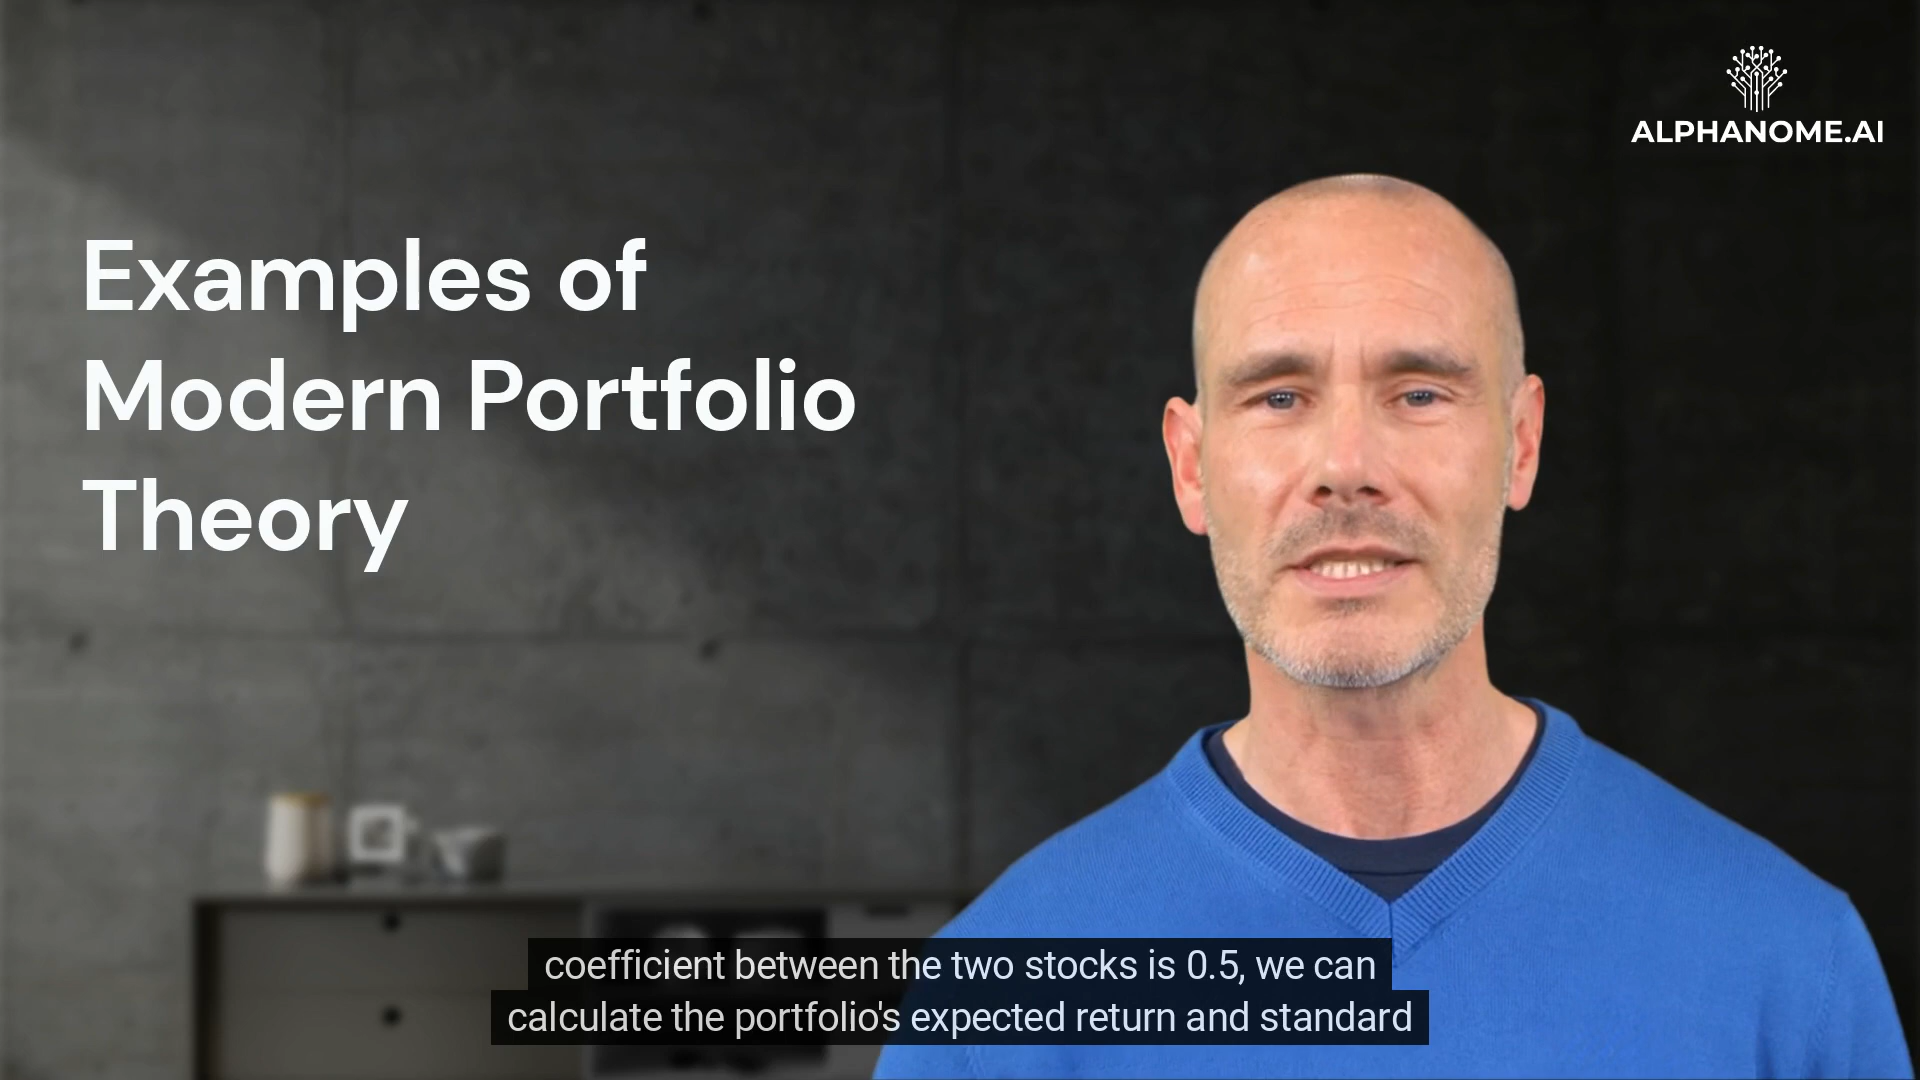 ALPHANOME.AI
Examples of
Modern Portfolio
Theory
coefficient between the two stocks is 0.5, we can
calculate the portfolio's expected return and standard